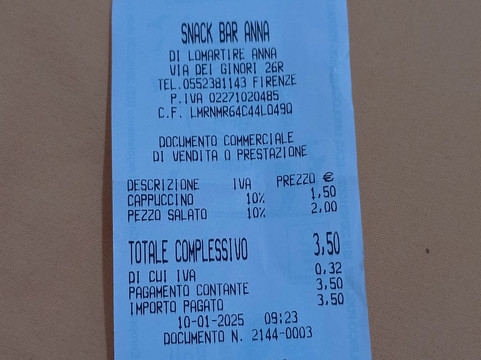 SNACK BAR ANNA
DI LOMARTIRE ANNA
VIA DEI GINORI 26R
TEL.0552381143 FIRENZE
P.IVA 02271020485
C.F. LMRNMR64C44L049Q
DOCUMENTO COMMERCIALE
DI VENDITA O PRESTAZIONE
DESCRIZIONE IVA PREZZO €
CAPPUCCINO 10% 1,50
PEZZO SALATO 10% 2,00
TOTALE COMPLESSIVO 3,50
DI CUI IVA 0,32
PAGAMENTO CONTANTE 3,50
IMPORTO PAGATO 3,50
10-01-2025 09:23
DOCUMENTO N. 2144-0003